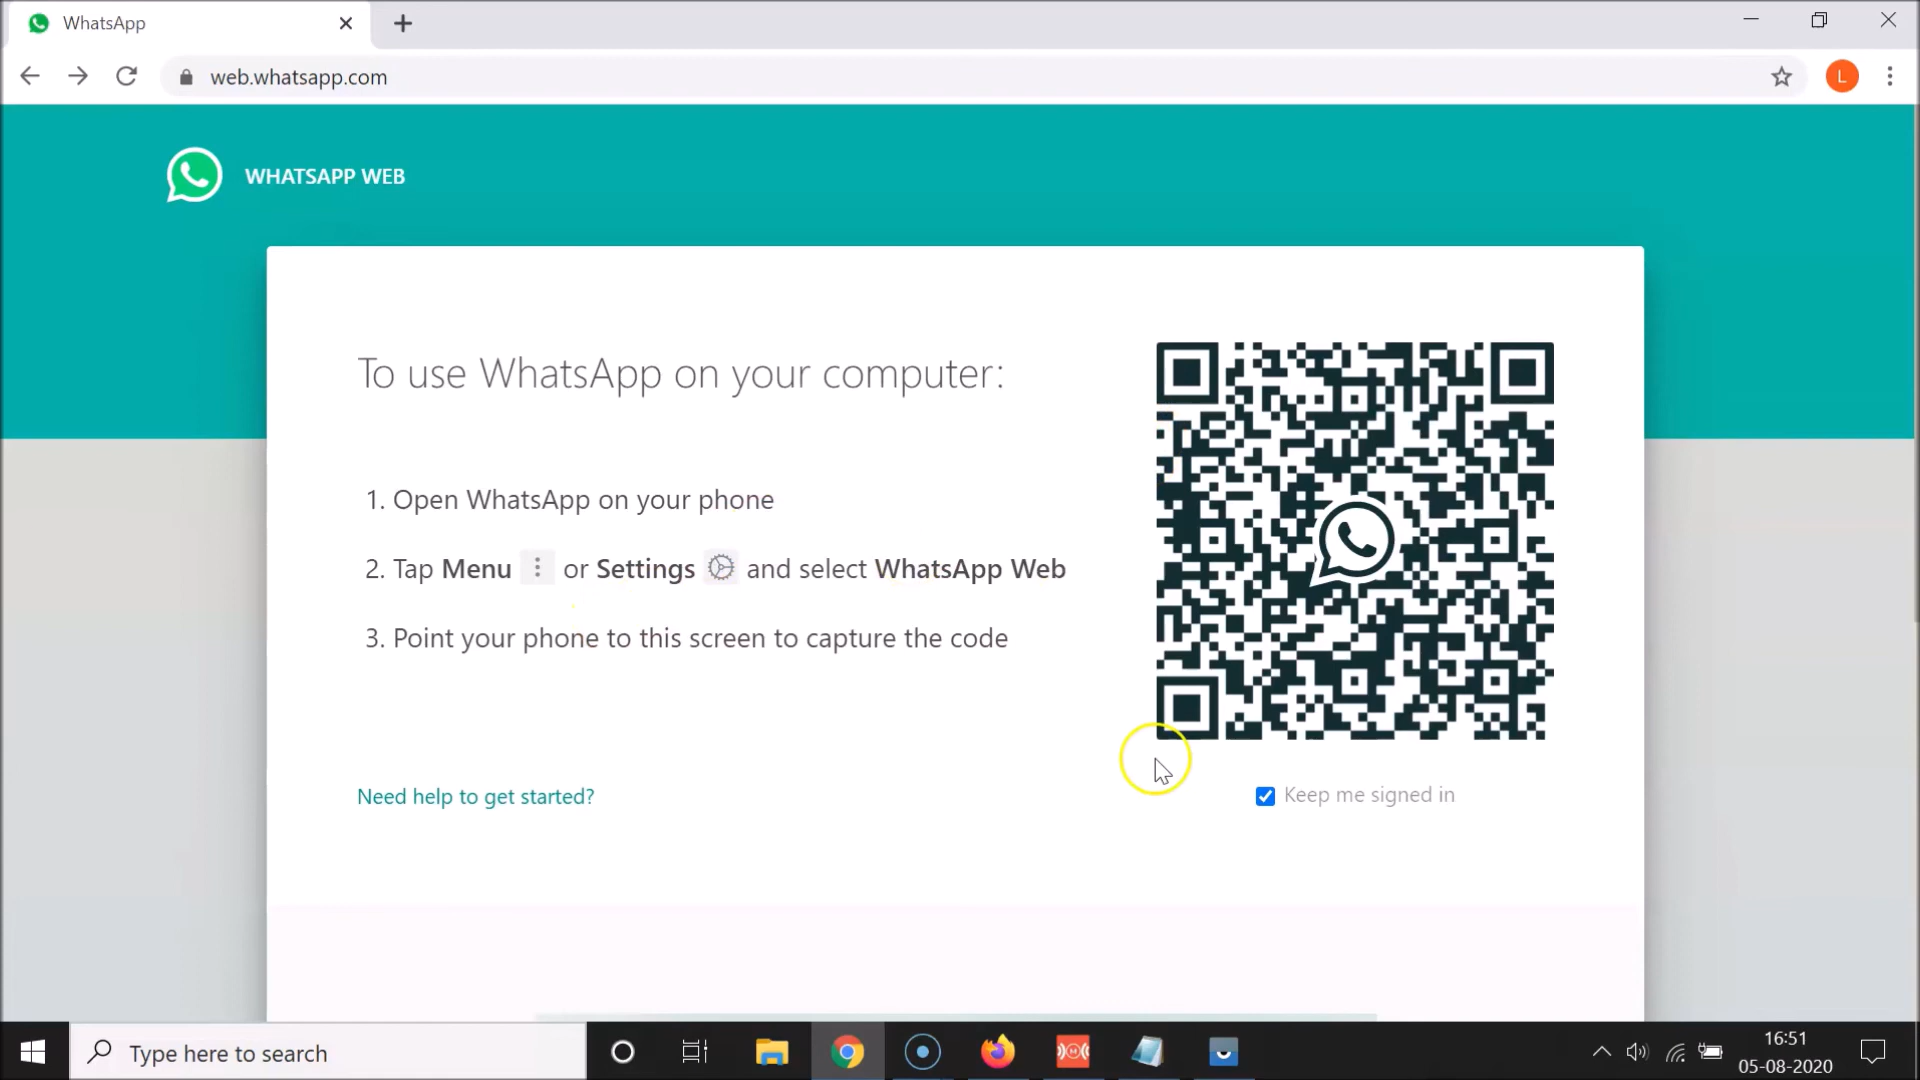 WhatsApp
web.whatsapp.com
L
WHATSAPP WEB
To use WhatsApp on your computer:
1. Open WhatsApp on your phone
2. Tap Menu or Settings and select WhatsApp Web
3. Point your phone to this screen to capture the code
Need help to get started?
Keep me signed in
Type here to search
16:51
05-08-2020